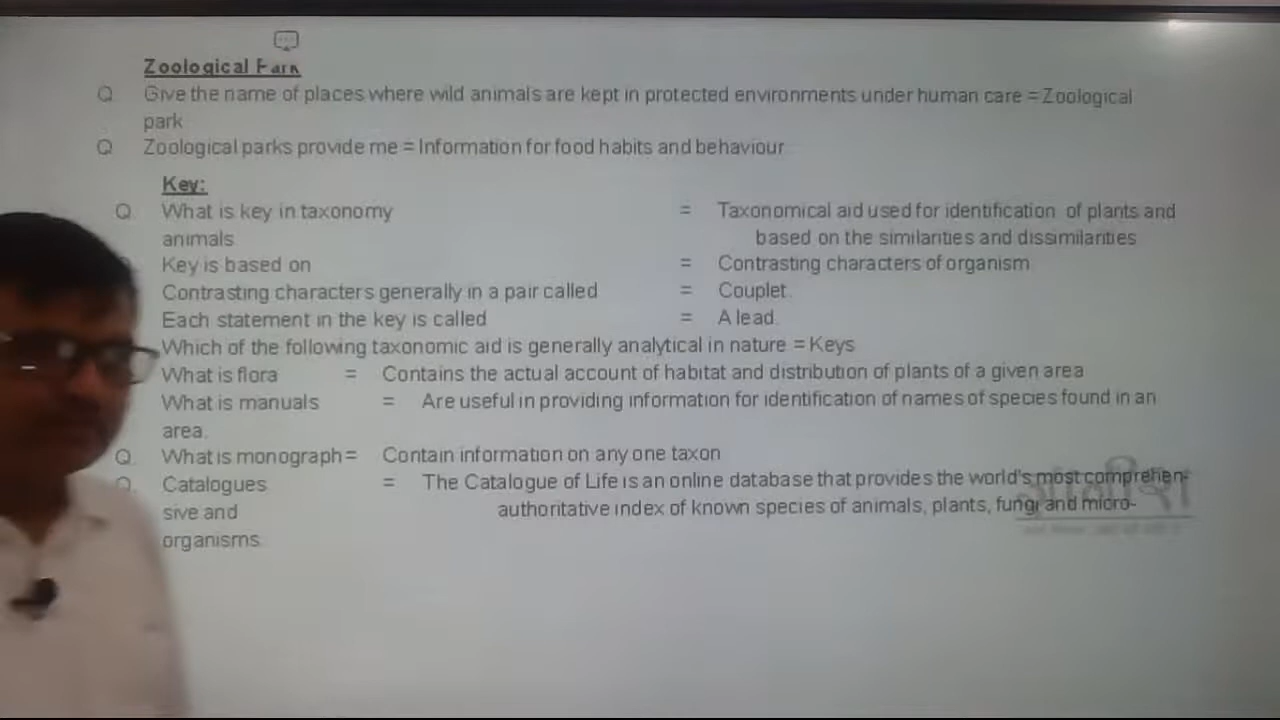 Zoological Park
Q. Give the name of places where wild animals are kept in protected environments under human care = Zoological
park
Q. Zoological parks provide me = Information for food habits and behaviour
Key:
Q. What is key in taxonomy = Taxonomical aid used for identification of plants and
animals based on the similarities and dissimilarities
Key is based on = Contrasting characters of organism
Contrasting characters generally in a pair called = Couplet.
Each statement in the key is called = A lead.
Which of the following taxonomic aid is generally analytical in nature = Keys
What is flora = Contains the actual account of habitat and distribution of plants of a given area
What is manuals = Are useful in providing information for identification of names of species found in an
area.
Q. What is monograph = Contain information on any one taxon
Q. Catalogues = The Catalogue of Life is an online database that provides the world's most comprehen-
sive and authoritative index of known species of animals, plants, fungi and micro-
organisms.